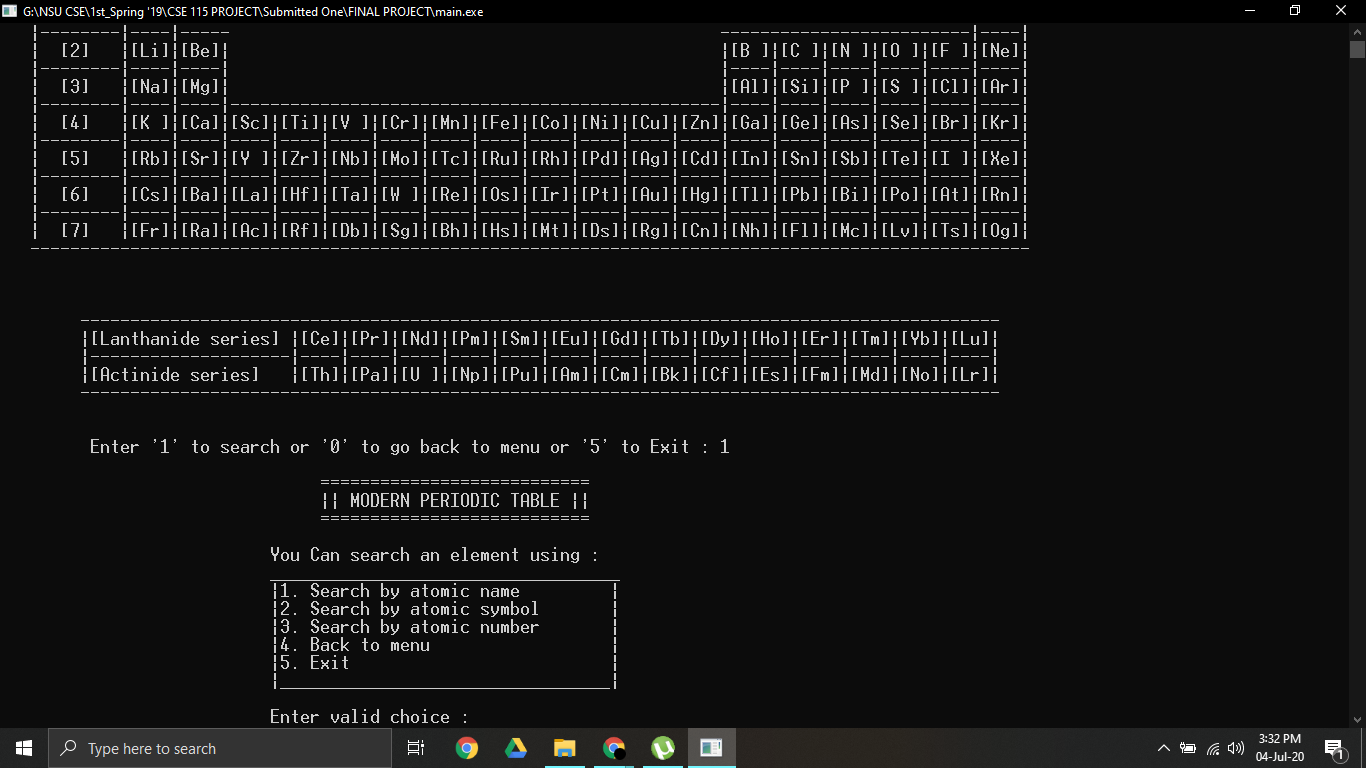 G:\NSU CSE\1st_Spring '19\CSE 115 PROJECT\Submitted One\FINAL PROJECT\main.exe
|--------|----|----- -------------------------|----|
| [2] |[Li]|[Be]| |[B ]|[C ]|[N ]|[O ]|[F ]|[Ne]|
|--------|----|----| |----|----|----|----|----|----|
| [3] |[Na]|[Mg]| |[Al]|[Si]|[P ]|[S ]|[Cl]|[Ar]|
|--------|----|----|-------------------------------------------------|----|----|----|----|----|----|
| [4] |[K ]|[Ca]|[Sc]|[Ti]|[V ]|[Cr]|[Mn]|[Fe]|[Co]|[Ni]|[Cu]|[Zn]|[Ga]|[Ge]|[As]|[Se]|[Br]|[Kr]|
|--------|----|----|----|----|----|----|----|----|----|----|----|----|----|----|----|----|----|----|
| [5] |[Rb]|[Sr]|[Y ]|[Zr]|[Nb]|[Mo]|[Tc]|[Ru]|[Rh]|[Pd]|[Ag]|[Cd]|[In]|[Sn]|[Sb]|[Te]|[I ]|[Xe]|
|--------|----|----|----|----|----|----|----|----|----|----|----|----|----|----|----|----|----|----|
| [6] |[Cs]|[Ba]|[La]|[Hf]|[Ta]|[W ]|[Re]|[Os]|[Ir]|[Pt]|[Au]|[Hg]|[Tl]|[Pb]|[Bi]|[Po]|[At]|[Rn]|
|--------|----|----|----|----|----|----|----|----|----|----|----|----|----|----|----|----|----|----|
| [7] |[Fr]|[Ra]|[Ac]|[Rf]|[Db]|[Sg]|[Bh]|[Hs]|[Mt]|[Ds]|[Rg]|[Cn]|[Nh]|[Fl]|[Mc]|[Lv]|[Ts]|[Og]|
----------------------------------------------------------------------------------------------------
--------------------------------------------------------------------------------------------
|[Lanthanide series] |[Ce]|[Pr]|[Nd]|[Pm]|[Sm]|[Eu]|[Gd]|[Tb]|[Dy]|[Ho]|[Er]|[Tm]|[Yb]|[Lu]|
|--------------------|----|----|----|----|----|----|----|----|----|----|----|----|----|----|
|[Actinide series] |[Th]|[Pa]|[U ]|[Np]|[Pu]|[Am]|[Cm]|[Bk]|[Cf]|[Es]|[Fm]|[Md]|[No]|[Lr]|
--------------------------------------------------------------------------------------------
Enter '1' to search or '0' to go back to menu or '5' to Exit : 1
===========================
|| MODERN PERIODIC TABLE ||
===========================
You Can search an element using :
___________________________________
|1. Search by atomic name |
|2. Search by atomic symbol |
|3. Search by atomic number |
|4. Back to menu |
|5. Exit |
|_________________________________|
Enter valid choice :
Type here to search
3:32 PM
04-Jul-20
1